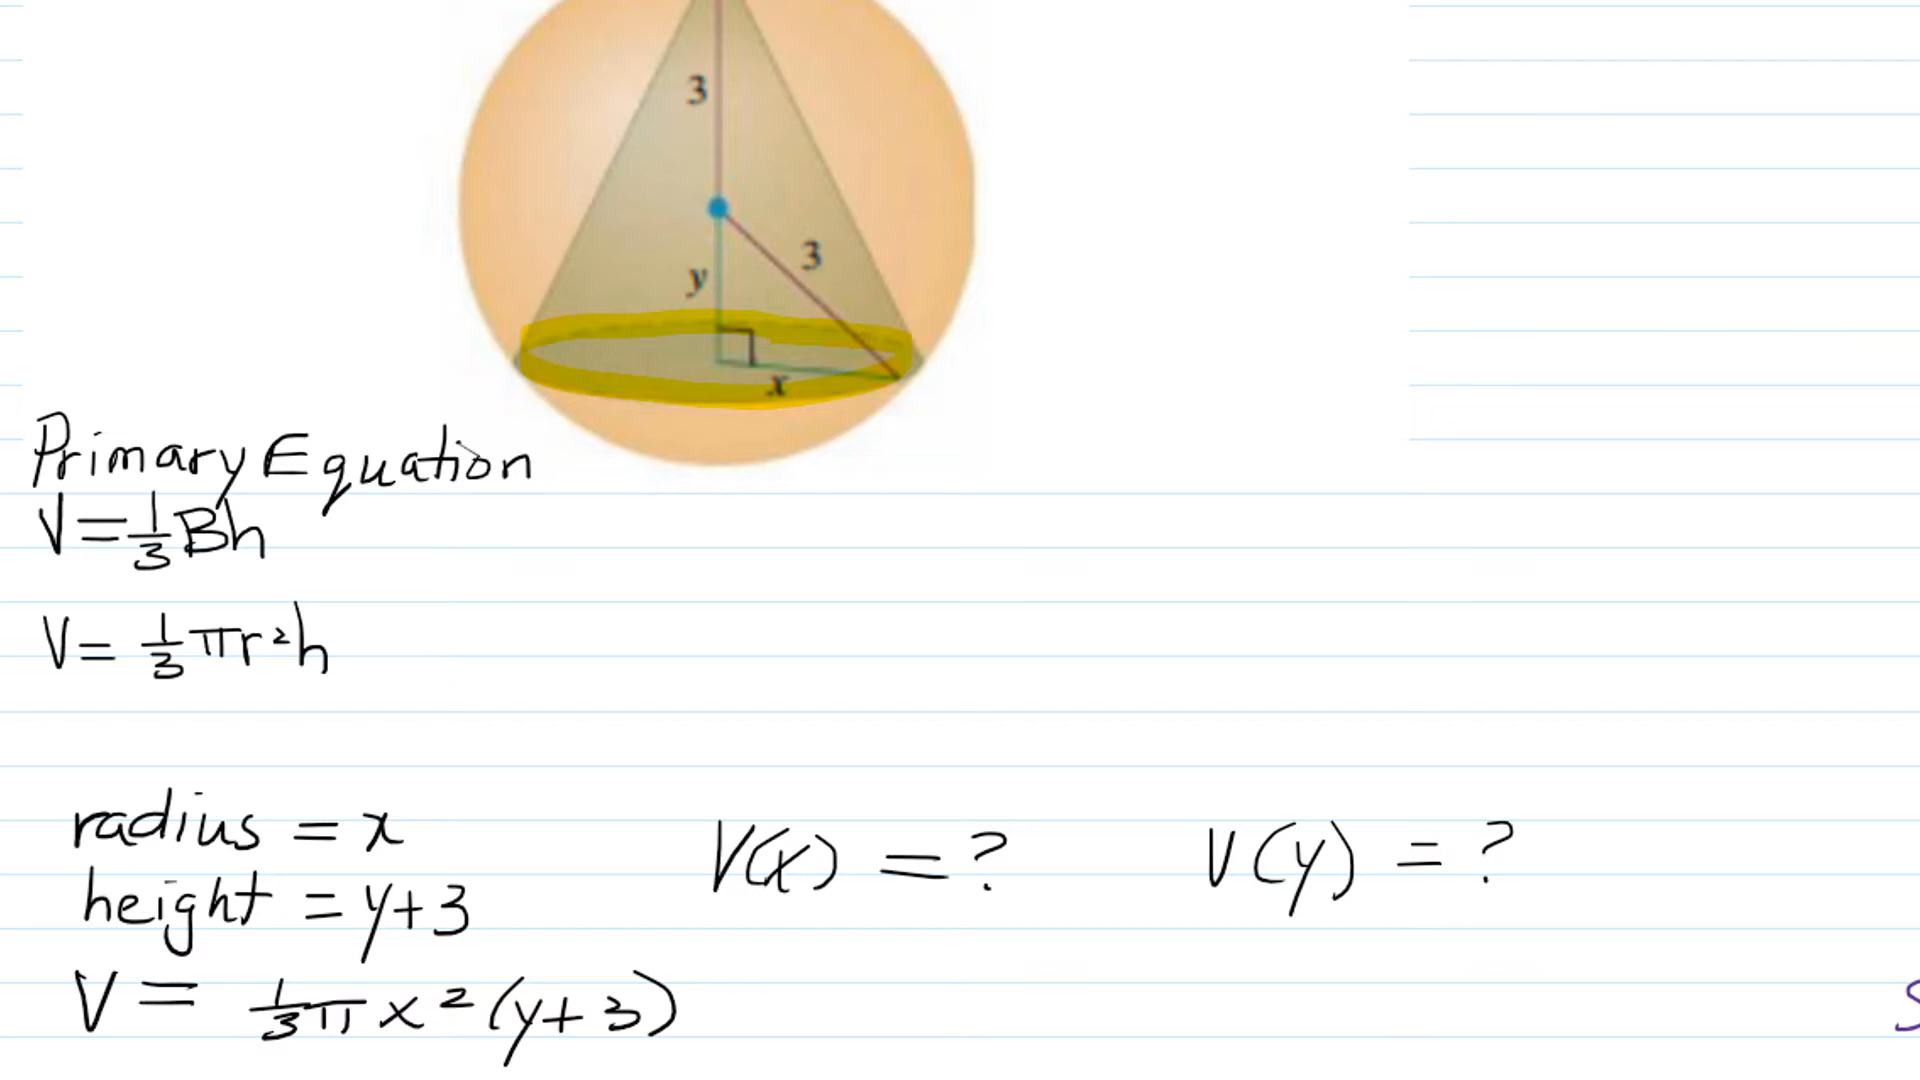 3
3
y
x
Primary Equation
V = 1/3 Bh
V = 1/3 πr²h
radius = x
height = y+3
V(x) = ?
V(y) = ?
V = 1/3 π x² (y+3)